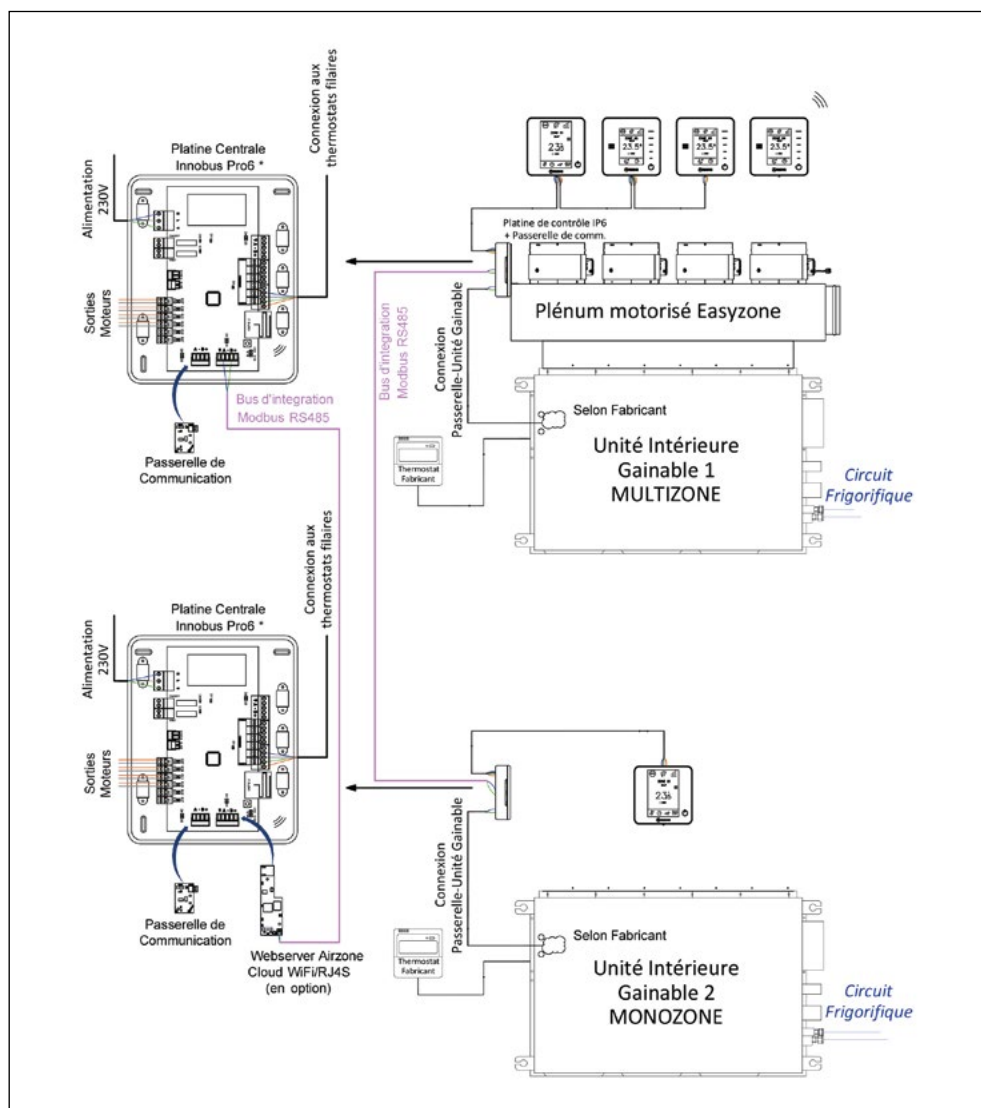 Platine Centrale
Innobus Pro6 *
Alimentation
230V
Connexion aux
thermostats filaires
Sorties
Moteurs
Bus d'integration
Modbus RS485
Passerelle de
Communication
Platine de contrôle IP6
+ Passerelle de comm.
Plénum motorisé Easyzone
Bus d'integration
Modbus RS485
Connexion
Passerelle-Unité Gainable
Selon Fabricant
Thermostat
Fabricant
Unité Intérieure
Gainable 1
MULTIZONE
Circuit
Frigorifique
Platine Centrale
Innobus Pro6 *
Alimentation
230V
Connexion aux
thermostats filaires
Sorties
Moteurs
Passerelle de
Communication
Webserver Airzone
Cloud WiFi/RJ4S
(en option)
Connexion
Passerelle-Unité Gainable
Selon Fabricant
Thermostat
Fabricant
Unité Intérieure
Gainable 2
MONOZONE
Circuit
Frigorifique